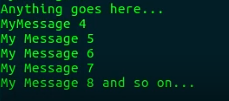 Anything goes here...
MyMessage 4
My Message 5
My Message 6
My Message 7
My Message 8 and so on...